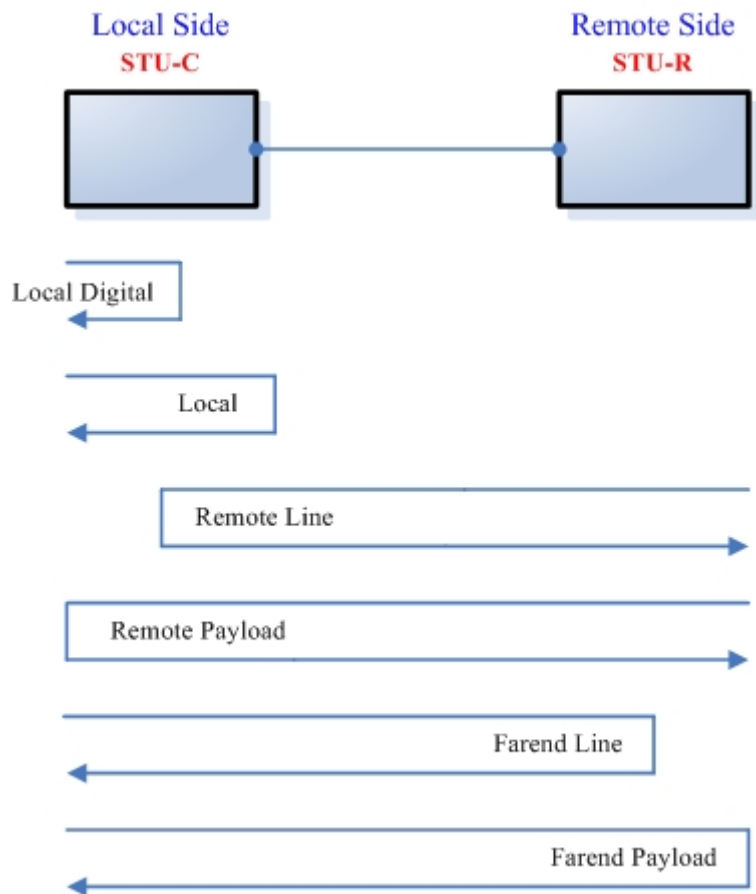 Local Side
STU-C
Remote Side
STU-R
Local Digital
Local
Remote Line
Remote Payload
Farend Line
Farend Payload